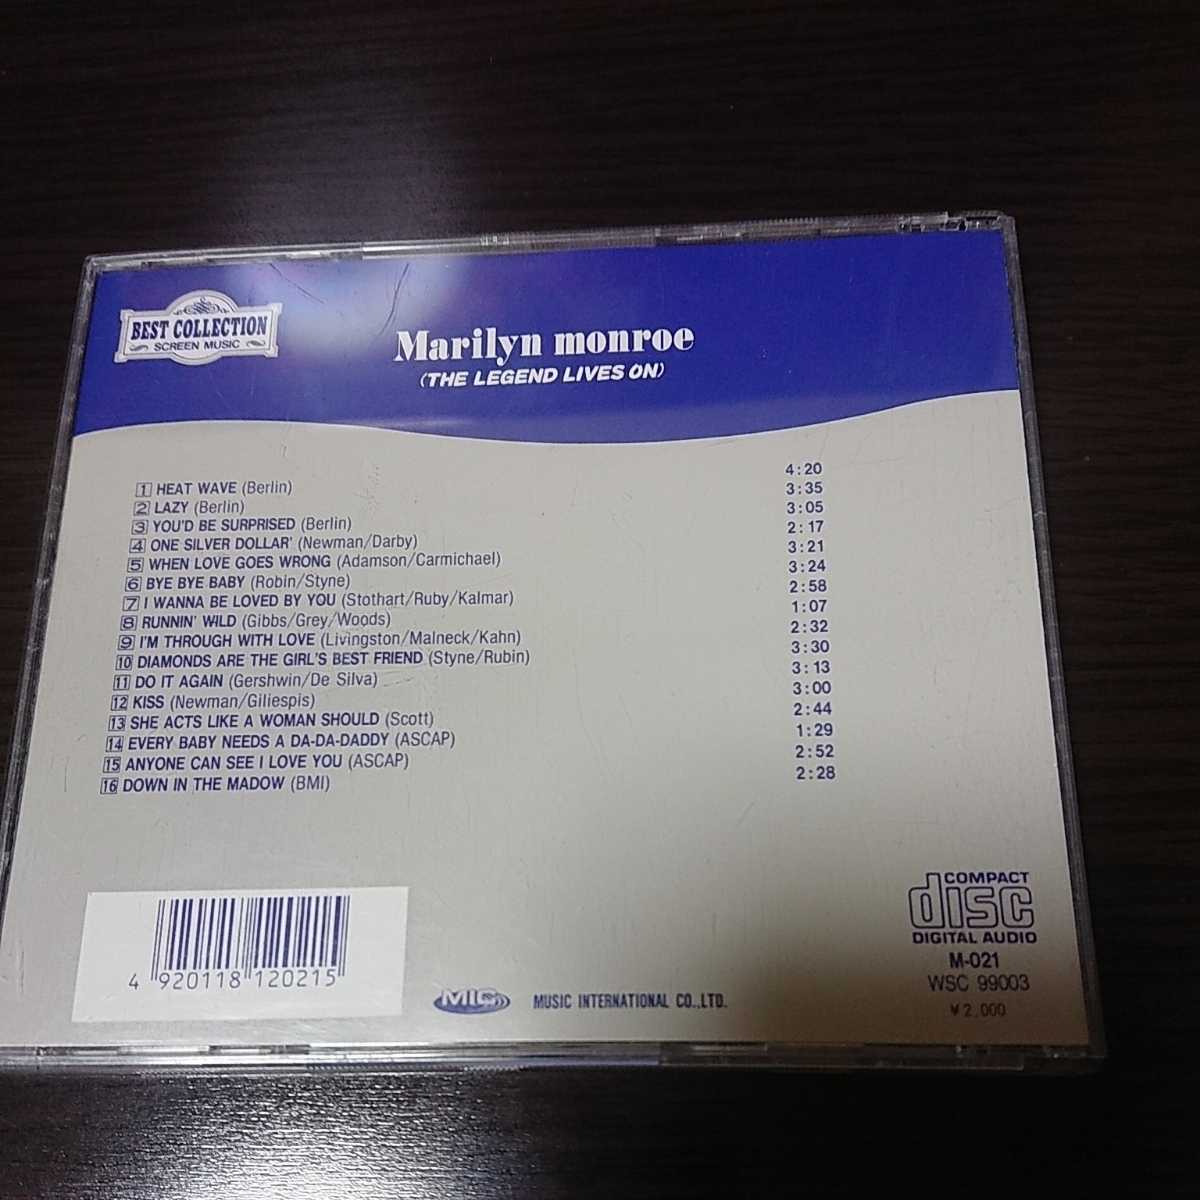 BEST COLLECTION
SCREEN MUSIC
Marilyn monroe
(THE LEGEND LIVES ON)
1 HEAT WAVE (Berlin) 4:20
2 LAZY (Berlin) 3:35
3 YOU'D BE SURPRISED (Berlin) 3:05
4 ONE SILVER DOLLAR' (Newman/Darby) 2:17
5 WHEN LOVE GOES WRONG (Adamson/Carmichael) 3:21
6 BYE BYE BABY (Robin/Styne) 3:24
7 I WANNA BE LOVED BY YOU (Stothart/Ruby/Kalmar) 2:58
8 RUNNIN' WILD (Gibbs/Grey/Woods) 1:07
9 I'M THROUGH WITH LOVE (Livingston/Malneck/Kahn) 2:32
10 DIAMONDS ARE THE GIRL'S BEST FRIEND (Styne/Rubin) 3:30
11 DO IT AGAIN (Gershwin/De Silva) 3:13
12 KISS (Newman/Gillespis) 3:00
13 SHE ACTS LIKE A WOMAN SHOULD (Scott) 2:44
14 EVERY BABY NEEDS A DA-DA-DADDY (ASCAP) 1:29
15 ANYONE CAN SEE I LOVE YOU (ASCAP) 2:52
16 DOWN IN THE MADOW (BMI) 2:28
COMPACT
disc
DIGITAL AUDIO
M-021
WSC 99003
¥2,000
4 920118 120215
MIC MUSIC INTERNATIONAL CO.,LTD.